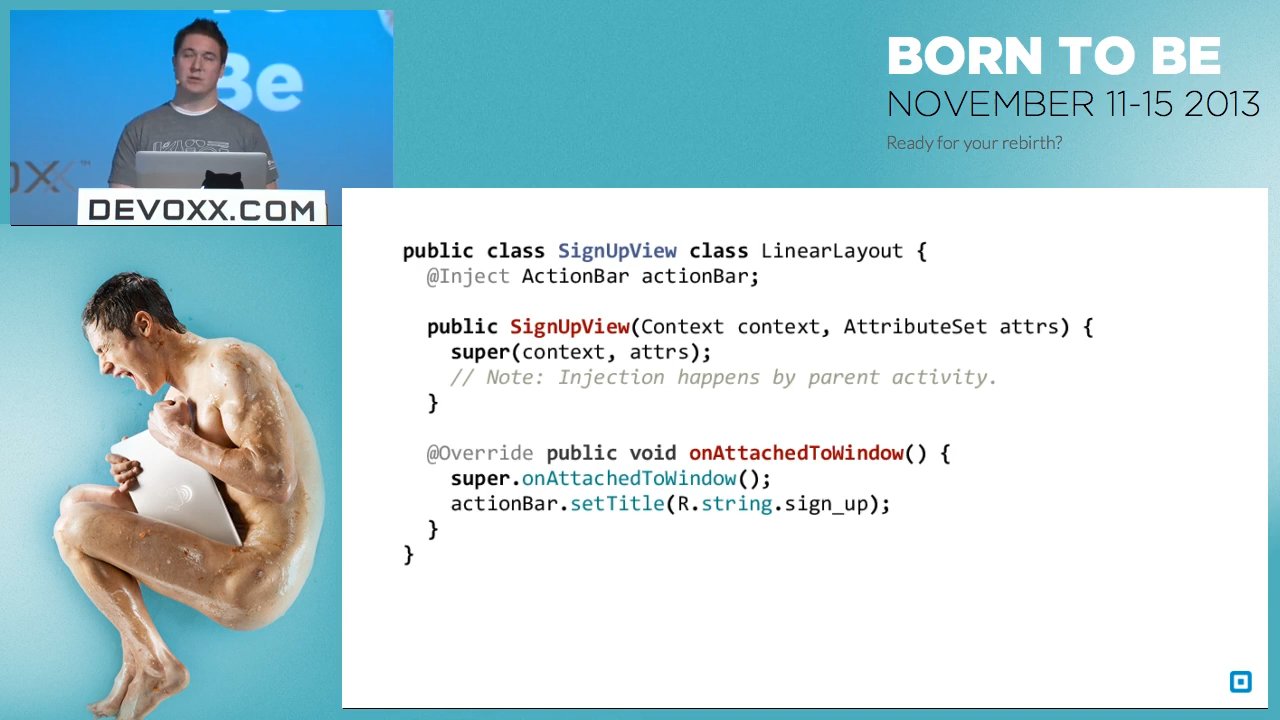 Be
DEVOXX.COM
BORN TO BE
NOVEMBER 11-15 2013
Ready for your rebirth?
public class SignUpView class LinearLayout {
@Inject ActionBar actionBar;
public SignUpView(Context context, AttributeSet attrs) {
super(context, attrs);
// Note: Injection happens by parent activity.
}
@Override public void onAttachedToWindow() {
super.onAttachedToWindow();
actionBar.setTitle(R.string.sign_up);
}
}